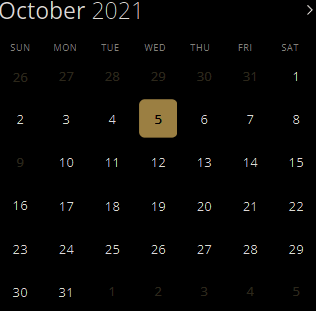 October 2021
SUN MON TUE WED THU FRI SAT
26 27 28 29 30 31 1
2 3 4 5 6 7 8
9 10 11 12 13 14 15
16 17 18 19 20 21 22
23 24 25 26 27 28 29
30 31 1 2 3 4 5